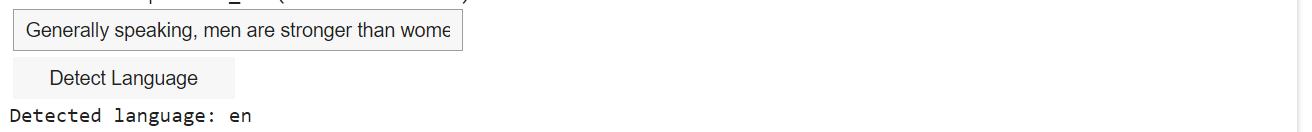 Generally speaking, men are stronger than wome
Detect Language
Detected language: en